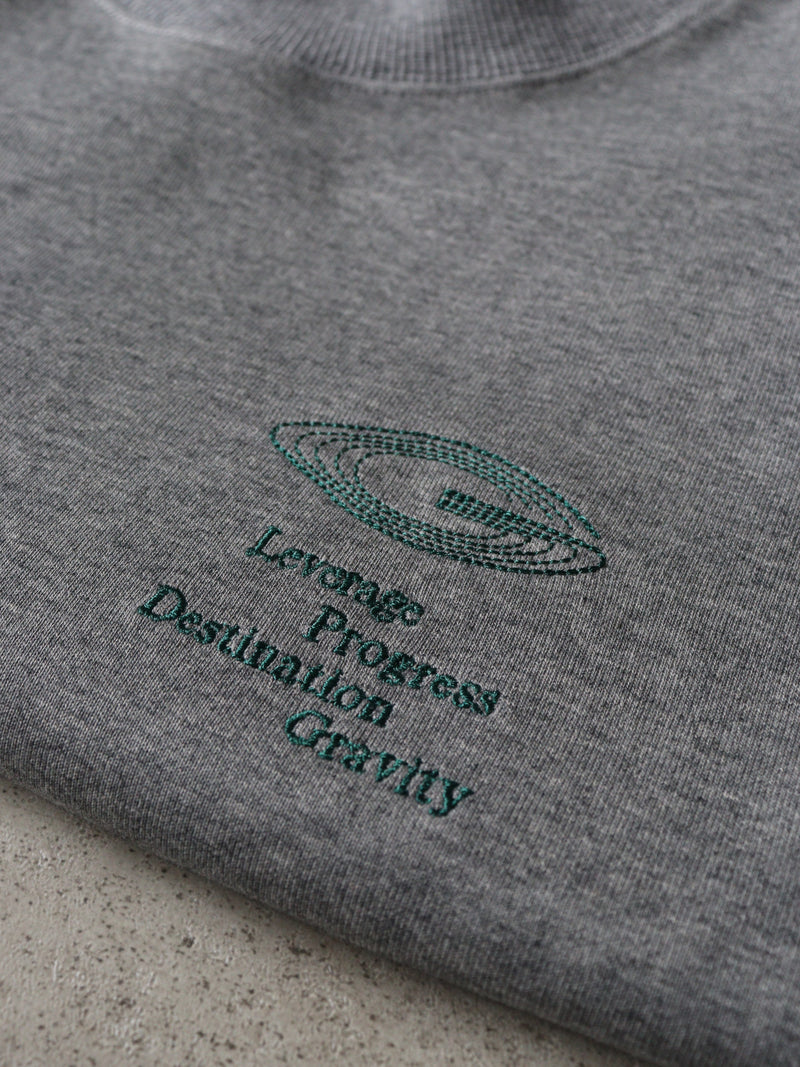 Leverage
Progress
Destination
Gravity